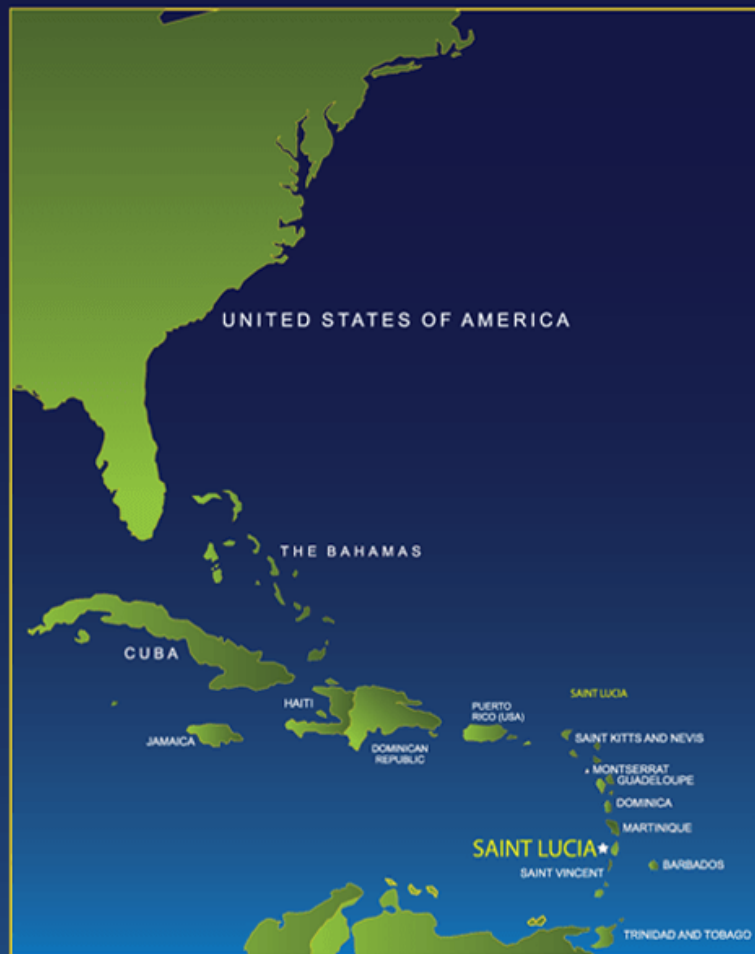 UNITED STATES OF AMERICA
THE BAHAMAS
CUBA
SAINT LUCIA
HAITI
PUERTO
RICO (USA)
JAMAICA
SAINT KITTS AND NEVIS
DOMINICAN
REPUBLIC
MONTSERRAT
GUADELOUPE
DOMINICA
MARTINIQUE
SAINT LUCIA
BARBADOS
SAINT VINCENT
TRINIDAD AND TOBAGO